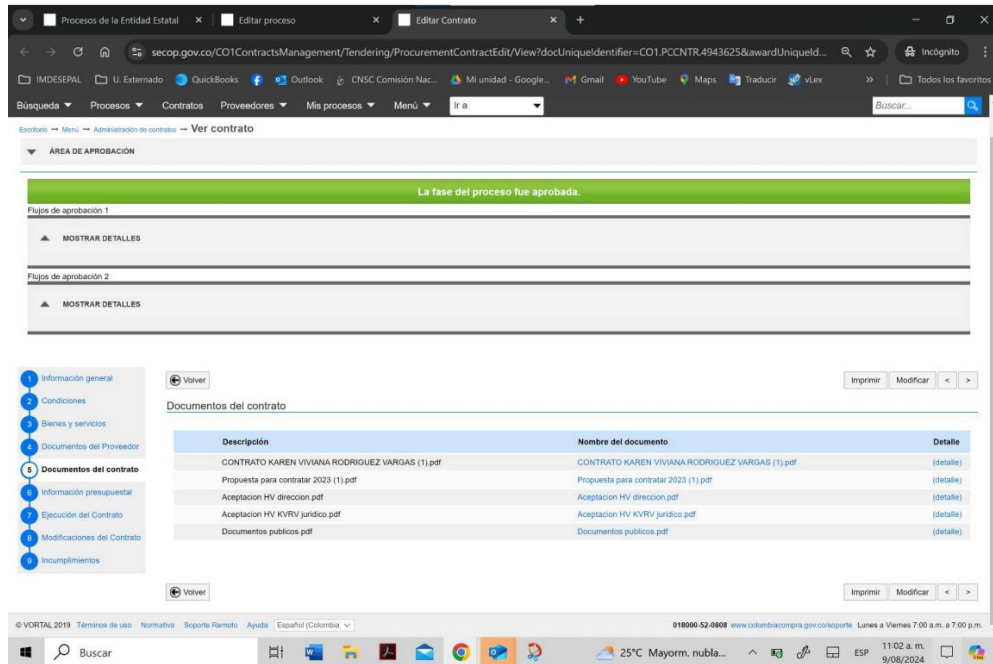 Procesos de la Entidad Estatal
Editar proceso
Editar Contrato
secop.gov.co/CO1ContractsManagement/Tendering/ProcurementContractEdit/View?docUniqueIdentifier=CO1.PCCNTR.4943625&awardUniqueId...
Incógnito
IMDESEPAL U. Externado QuickBooks Outlook CNSC Comisión Nac... Mi unidad - Google... Gmail YouTube Maps Traducir vLex » Todos los favoritos
Búsqueda Procesos Contratos Proveedores Mis procesos Menú Ir a Buscar...
Escritorio → Menú → Administración de contratos → Ver contrato
ÁREA DE APROBACIÓN
La fase del proceso fue aprobada.
Flujos de aprobación 1
MOSTRAR DETALLES
Flujos de aprobación 2
MOSTRAR DETALLES
1 Información general
2 Condiciones
3 Bienes y servicios
4 Documentos del Proveedor
5 Documentos del contrato
6 Información presupuestal
7 Ejecución del Contrato
8 Modificaciones del Contrato
9 Incumplimientos
Volver Imprimir Modificar < >
Documentos del contrato
Descripción Nombre del documento Detalle
CONTRATO KAREN VIVIANA RODRIGUEZ VARGAS (1).pdf CONTRATO KAREN VIVIANA RODRIGUEZ VARGAS (1).pdf (detalle)
Propuesta para contratar 2023 (1).pdf Propuesta para contratar 2023 (1).pdf (detalle)
Aceptacion HV direccion.pdf Aceptacion HV direccion.pdf (detalle)
Aceptacion HV KVRV juridico.pdf Aceptacion HV KVRV juridico.pdf (detalle)
Documentos publicos.pdf Documentos publicos.pdf (detalle)
Volver Imprimir Modificar < >
© VORTAL 2019 Términos de uso Normativa Soporte Remoto Ayuda Español (Colombia) 018000-52-0808 www.colombiacompra.gov.co/soporte Lunes a Viernes 7:00 a.m. a 7:00 p.m.
Buscar 25°C Mayorm. nubla... ESP 11:02 a. m.
9/08/2024